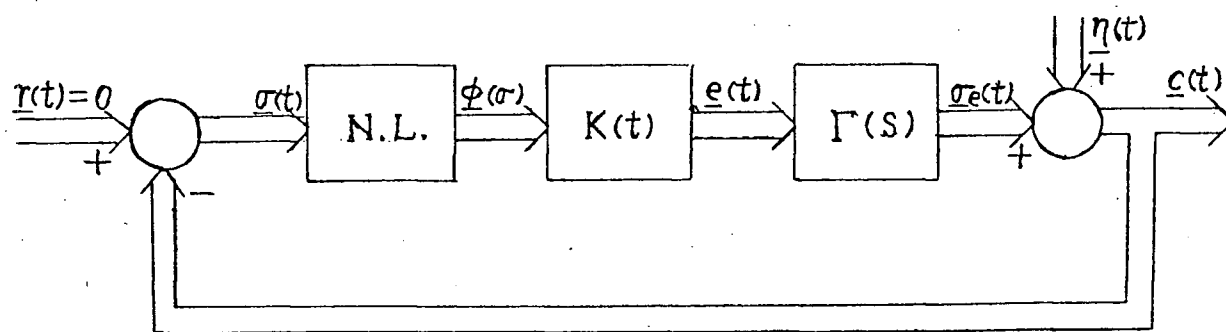 η(t)
+
r(t)=0
σ(t)
N.L.
ϕ(σ)
K(t)
e(t)
Γ(S)
σe(t)
c(t)
+
+
−